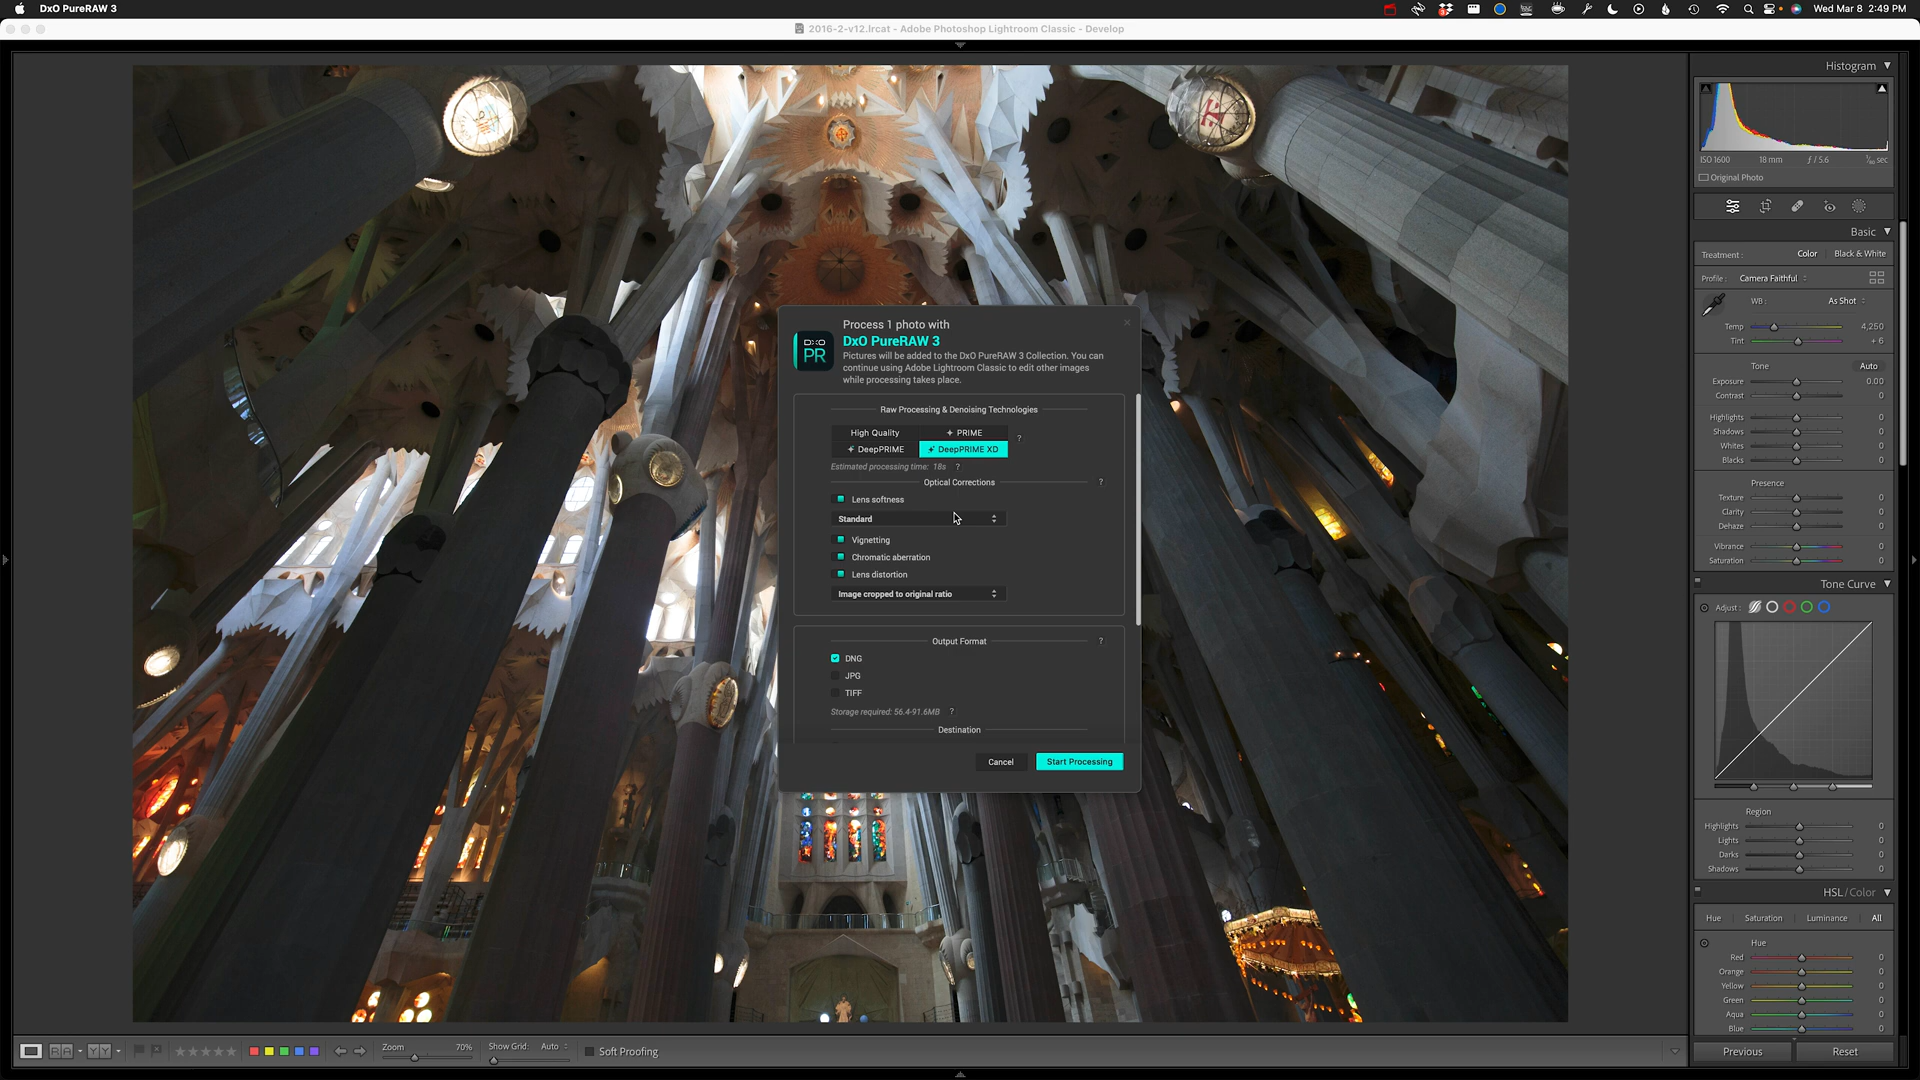 DxO PureRAW 3
Wed Mar 8 2:49 PM
2016-2-v12.lrcat - Adobe Photoshop Lightroom Classic - Develop
Histogram
ISO 1600 18 mm ƒ / 5.6 sec
Original Photo
Basic
Treatment : Color Black & White
Profile : Camera Faithful
WB : As Shot
Temp 4,250
Tint + 6
Tone Auto
Exposure 0.00
Contrast 0
Highlights 0
Shadows 0
Whites 0
Blacks 0
Presence
Texture 0
Clarity 0
Dehaze 0
Vibrance 0
Saturation 0
Tone Curve
Adjust :
Region
Highlights 0
Lights 0
Darks 0
Shadows 0
HSL / Color
Hue Saturation Luminance All
Hue
Red 0
Orange 0
Yellow 0
Green 0
Aqua 0
Blue 0
Previous Reset
Process 1 photo with
DxO PR
DxO PureRAW 3
Pictures will be added to the DxO PureRAW 3 Collection. You can
continue using Adobe Lightroom Classic to edit other images
while processing takes place.
Raw Processing & Denoising Technologies
High Quality PRIME
DeepPRIME DeepPRIME XD
?
Estimated processing time: 18s ?
Optical Corrections ?
Lens softness
Standard
Vignetting
Chromatic aberration
Lens distortion
Image cropped to original ratio
Output Format ?
DNG
JPG
TIFF
Storage required: 56.4-91.6MB ?
Destination
Cancel Start Processing
Zoom 70% Show Grid: Auto Soft Proofing